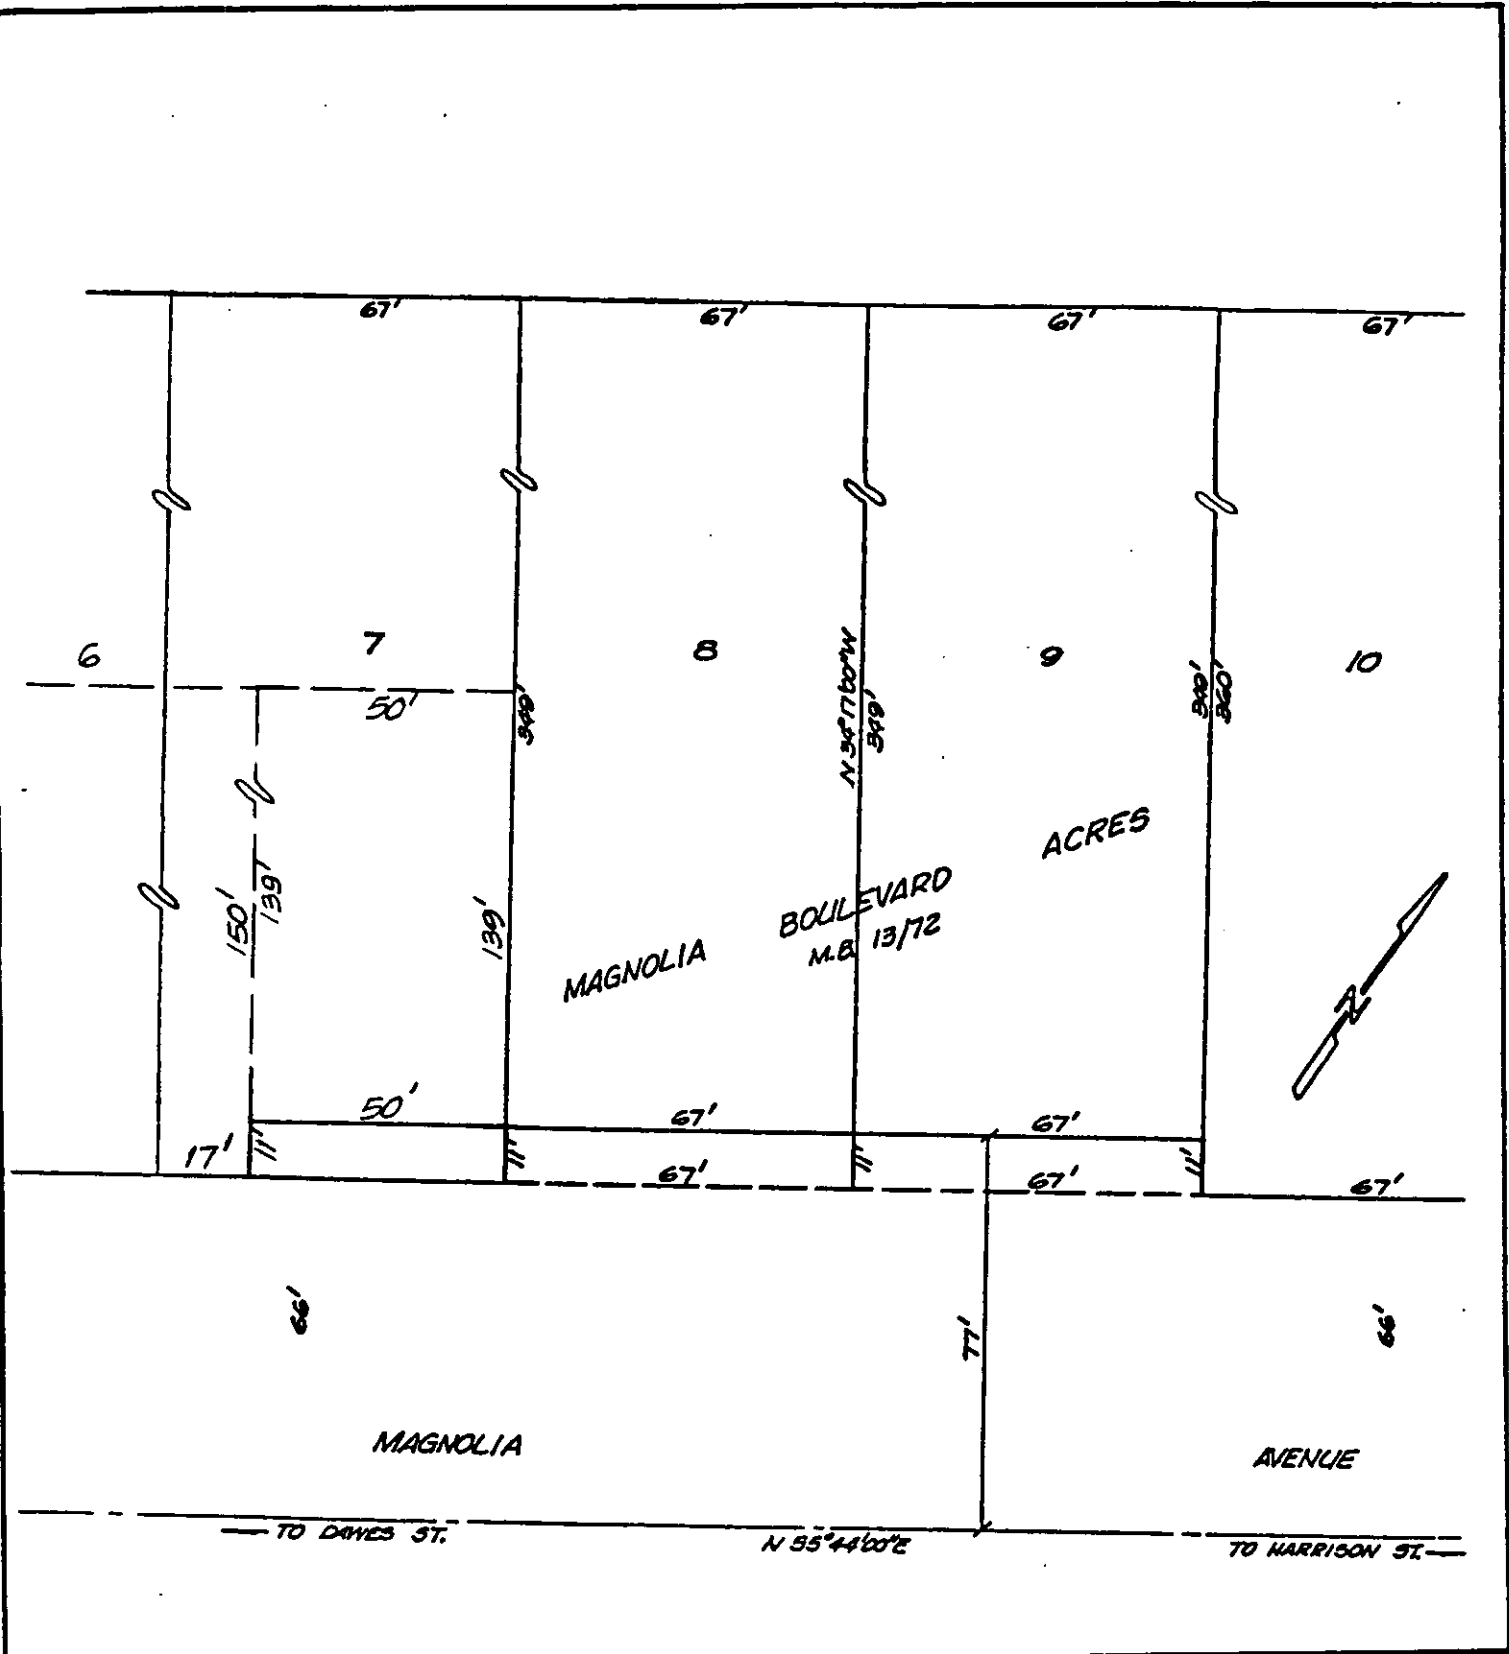 67' 67' 67' 67'
6 7 8 9 10
50'
349'
N 34°17'00"W
349'
349'
360'
150'
139'
139'
MAGNOLIA BOULEVARD ACRES
M.B. 13/72
N
50' 67' 67'
17' 11' 11' 11' 11'
67' 67' 67'
66' 77' 66'
MAGNOLIA AVENUE
TO DAWES ST. N 55°44'00"E TO HARRISON ST.